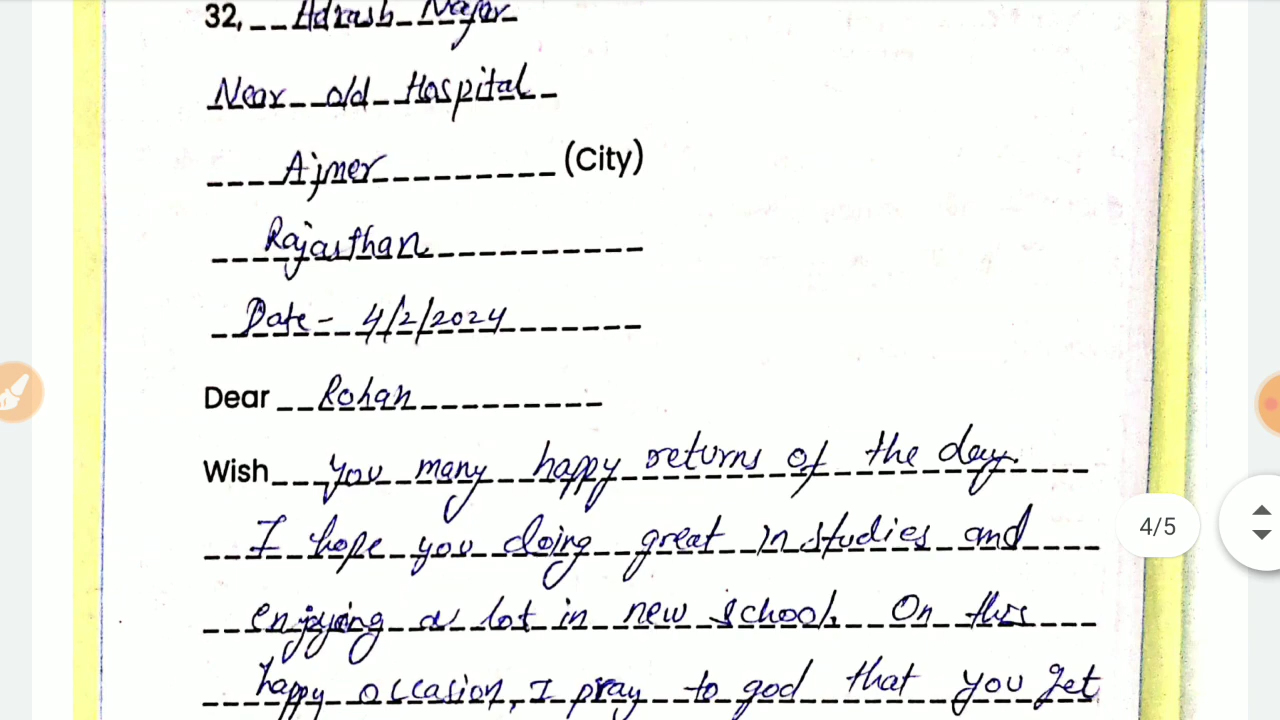 32, Adrash Nagar
Near old Hospital
Ajmer (City)
Rajasthan
Date - 4/2/2024
Dear Rohan
Wish you many happy returns of the day.
I hope you doing great in studies and
4/5
enjoying a lot in new school. On this
happy occasion, I pray to god that you get